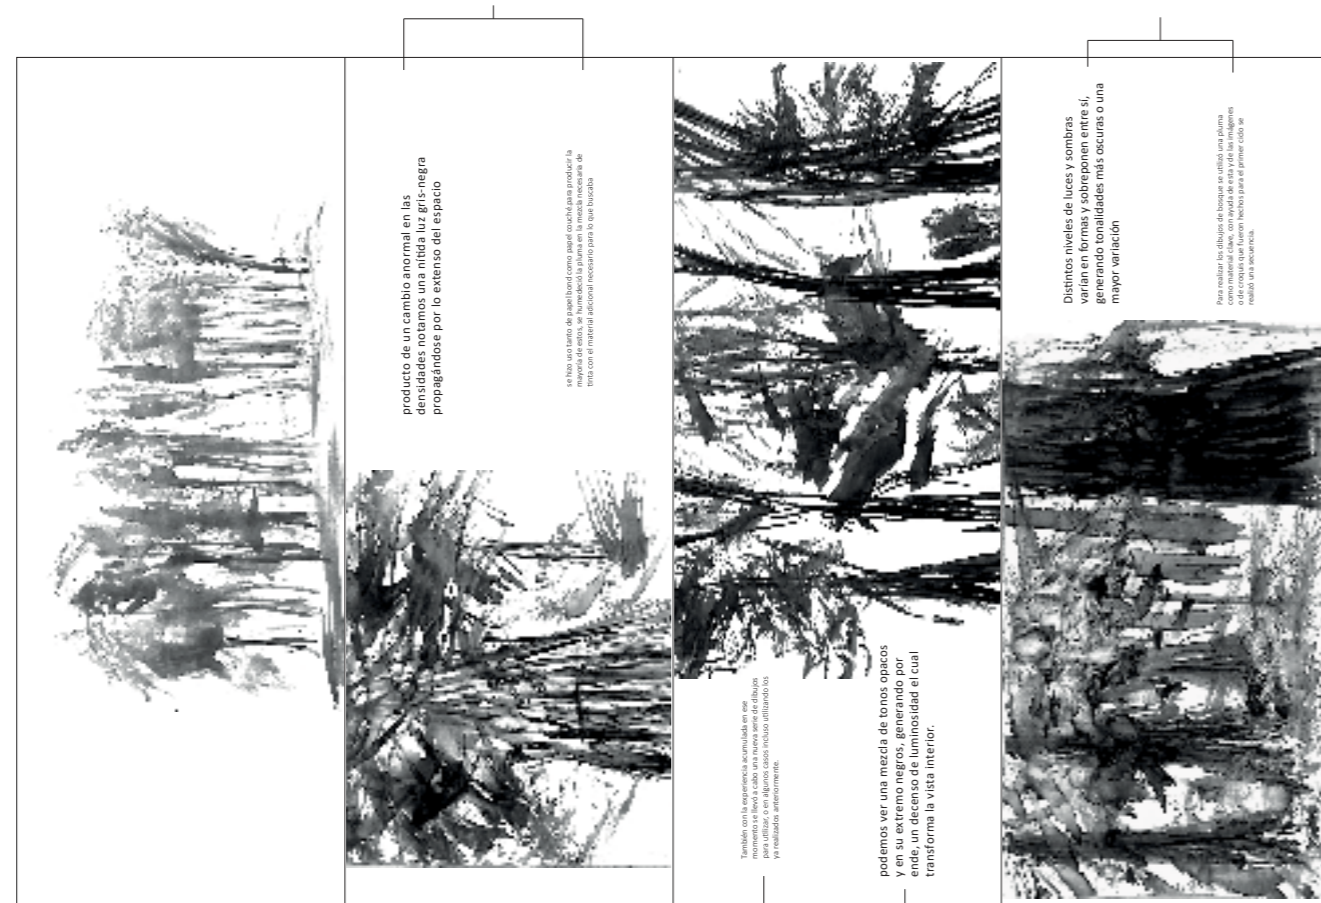 producto de un cambio anormal en las
densidades notamos una nítida luz gris-negra
propagándose por lo extenso del espacio
se hizo uso tanto de papel bond como papel couché para producir la
mayoría de estos, se humedeció la pluma en la mezcla necesaria de
tinta con el material adicional necesario para lo que buscaba
También con la experiencia acumulada en ese
momento se llevó a cabo una nueva serie de dibujos
para utilizar, o en algunos casos incluso utilizando los
ya realizados anteriormente.
podemos ver una mezcla de tonos opacos
y en su extremo negros, generando por
ende, un decenso de luminosidad el cual
transforma la vista interior.
Distintos niveles de luces y sombras
varían en formas y sobreponen entre sí,
generando tonalidades más oscuras o una
mayor variación
Para realizar los dibujos de bosque se utilizó una pluma
como material clave, con ayuda de esta y de las imágenes
o de croquis que fueron hechos para el primer ciclo se
realizó una secuencia.